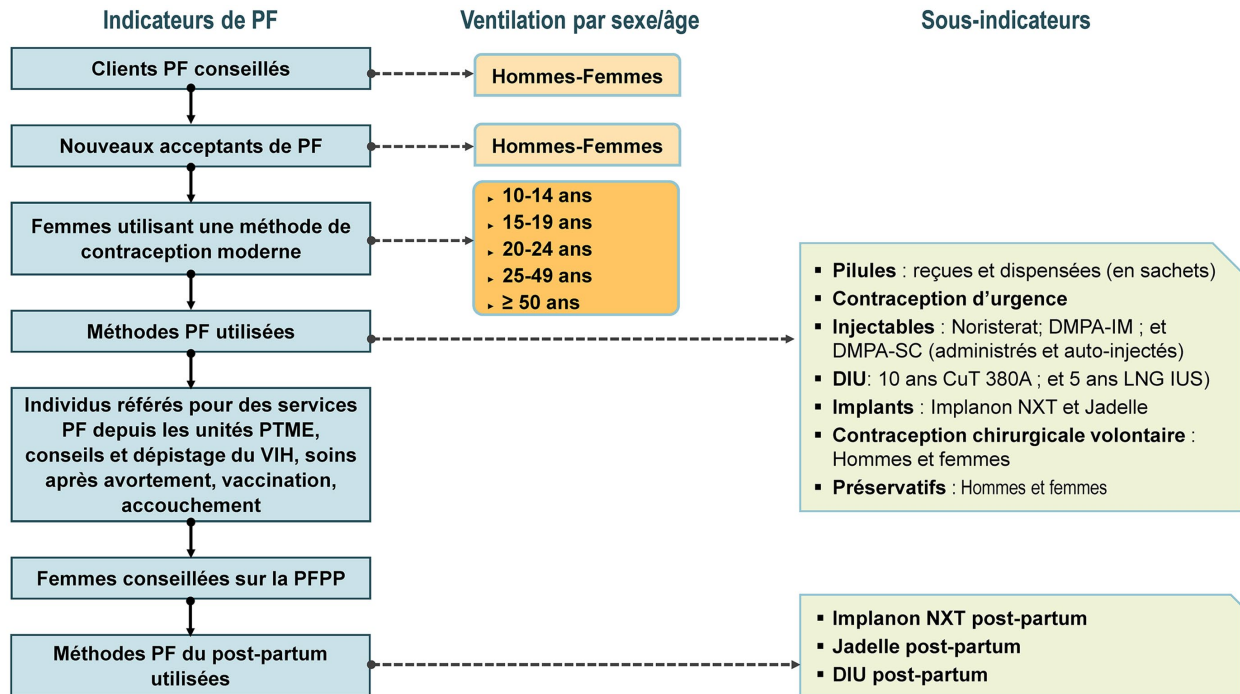 Indicateurs de PF
Ventilation par sexe/âge
Sous-indicateurs
Clients PF conseillés
Hommes-Femmes
Nouveaux acceptants de PF
Hommes-Femmes
Femmes utilisant une méthode de
contraception moderne
▸ 10-14 ans
▸ 15-19 ans
▸ 20-24 ans
▸ 25-49 ans
▸ ≥ 50 ans
Méthodes PF utilisées
▪ Pilules : reçues et dispensées (en sachets)
▪ Contraception d’urgence
▪ Injectables : Noristerat; DMPA-IM ; et
DMPA-SC (administrés et auto-injectés)
▪ DIU: 10 ans CuT 380A ; et 5 ans LNG IUS)
▪ Implants : Implanon NXT et Jadelle
▪ Contraception chirurgicale volontaire :
Hommes et femmes
▪ Préservatifs : Hommes et femmes
Individus référés pour des services
PF depuis les unités PTME,
conseils et dépistage du VIH, soins
après avortement, vaccination,
accouchement
Femmes conseillées sur la PFPP
Méthodes PF du post-partum
utilisées
▪ Implanon NXT post-partum
▪ Jadelle post-partum
▪ DIU post-partum